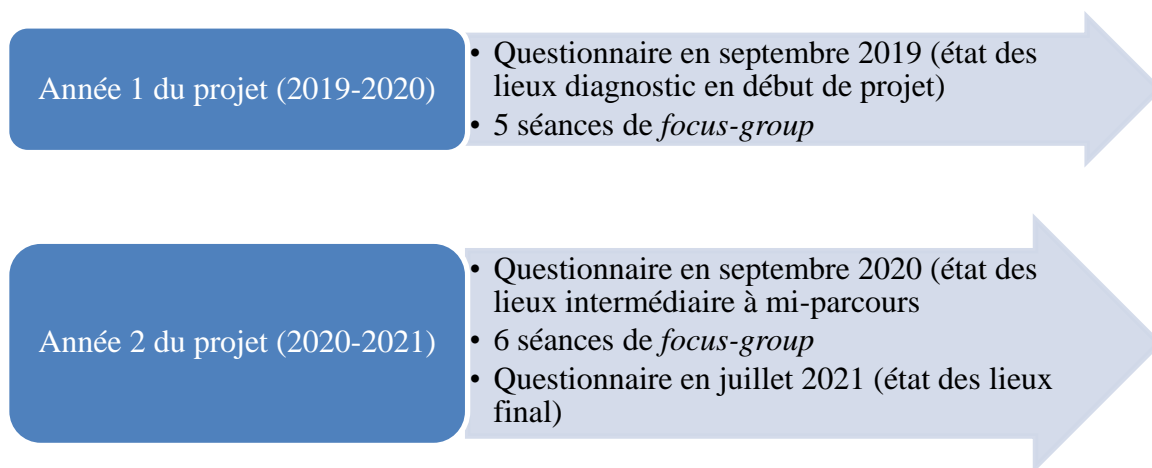 Année 1 du projet (2019-2020)
• Questionnaire en septembre 2019 (état des
lieux diagnostic en début de projet)
• 5 séances de focus-group
Année 2 du projet (2020-2021)
• Questionnaire en septembre 2020 (état des
lieux intermédiaire à mi-parcours
• 6 séances de focus-group
• Questionnaire en juillet 2021 (état des lieux
final)